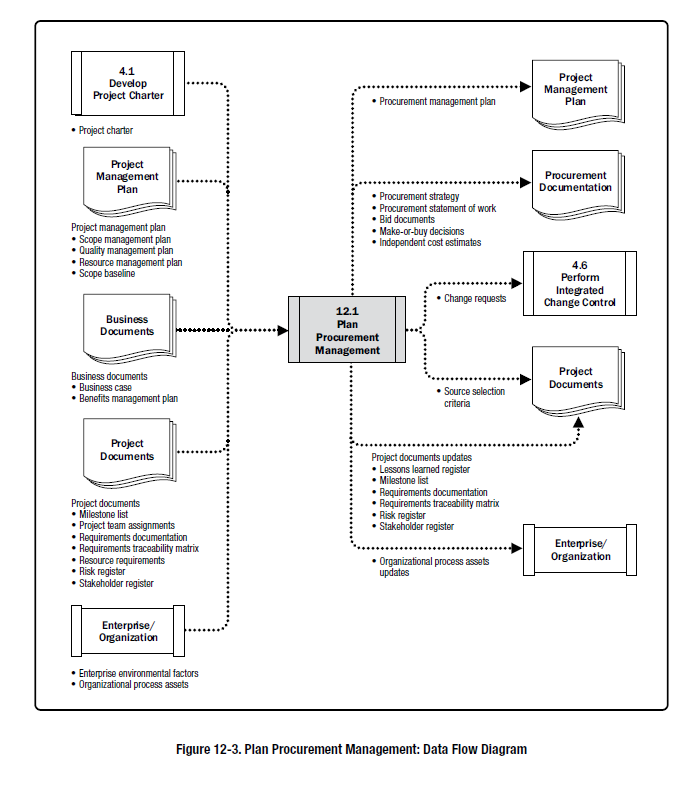 4.1
Develop
Project Charter
• Project charter
Project
Management
Plan
Project management plan
• Scope management plan
• Quality management plan
• Resource management plan
• Scope baseline
Business
Documents
Business documents
• Business case
• Benefits management plan
Project
Documents
Project documents
• Milestone list
• Project team assignments
• Requirements documentation
• Requirements traceability matrix
• Resource requirements
• Risk register
• Stakeholder register
Enterprise/
Organization
• Enterprise environmental factors
• Organizational process assets
12.1
Plan
Procurement
Management
• Procurement management plan
Project
Management
Plan
• Procurement strategy
• Procurement statement of work
• Bid documents
• Make-or-buy decisions
• Independent cost estimates
Procurement
Documentation
• Change requests
4.6
Perform
Integrated
Change Control
• Source selection
criteria
Project
Documents
Project documents updates
• Lessons learned register
• Milestone list
• Requirements documentation
• Requirements traceability matrix
• Risk register
• Stakeholder register
• Organizational process assets
updates
Enterprise/
Organization
Figure 12-3. Plan Procurement Management: Data Flow Diagram